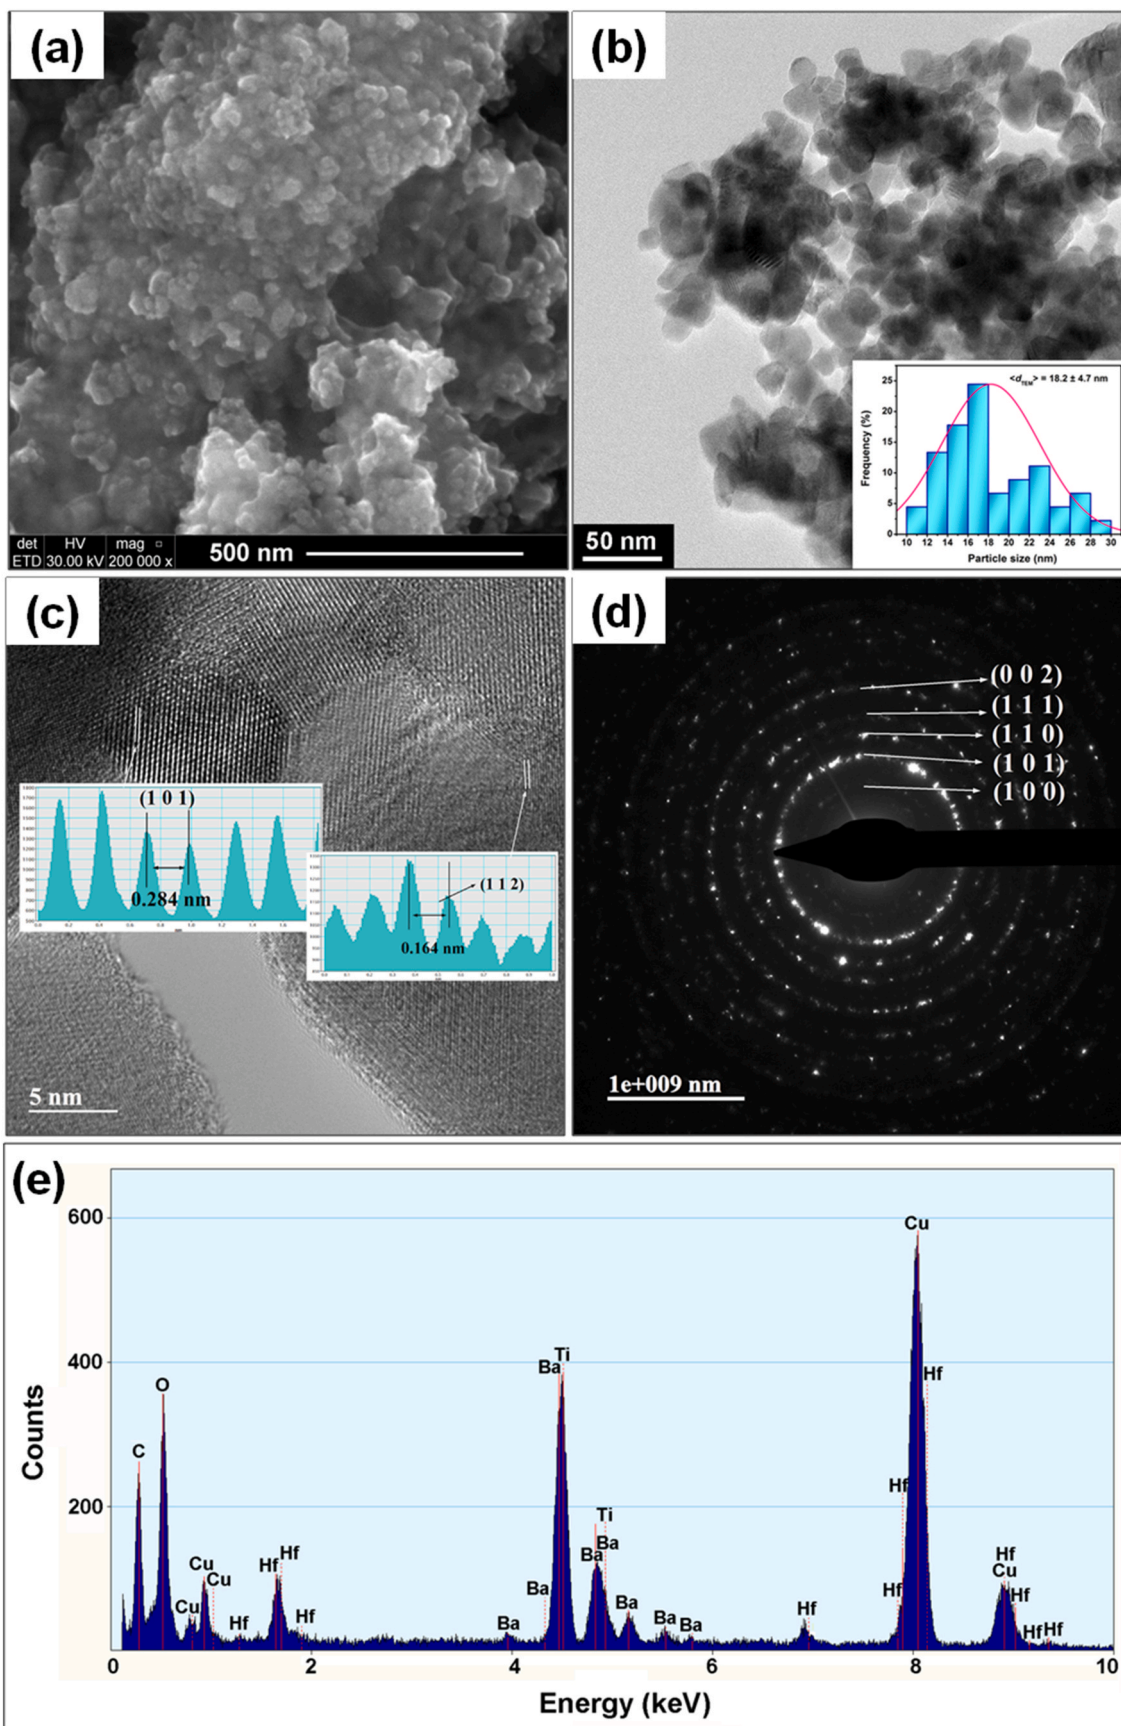 (a)
det HV mag □
ETD 30.00 kV 200 000 x 500 nm
(b)
50 nm
<d_TEM> = 18.2 ± 4.7 nm
Frequency (%)
25
20
15
10
5
0
10 12 14 16 18 20 22 24 26 28 30
Particle size (nm)
(c)
(1 0 1)
0.284 nm
(1 1 2)
0.164 nm
5 nm
(d)
(0 0 2)
(1 1 1)
(1 1 0)
(1 0 1)
(1 0 0)
1e+009 nm
(e)
600
400
200
Counts
C
O
Cu
Cu
Cu
Hf
Hf
Hf
Hf
Ba
Ba
Ba
Ti
Ba
Ba
Ti
Ba
Ba
Ba
Hf
Hf
Hf
Cu
Hf
Hf
Cu
Hf
Hf
Hf
0 2 4 6 8 10
Energy (keV)